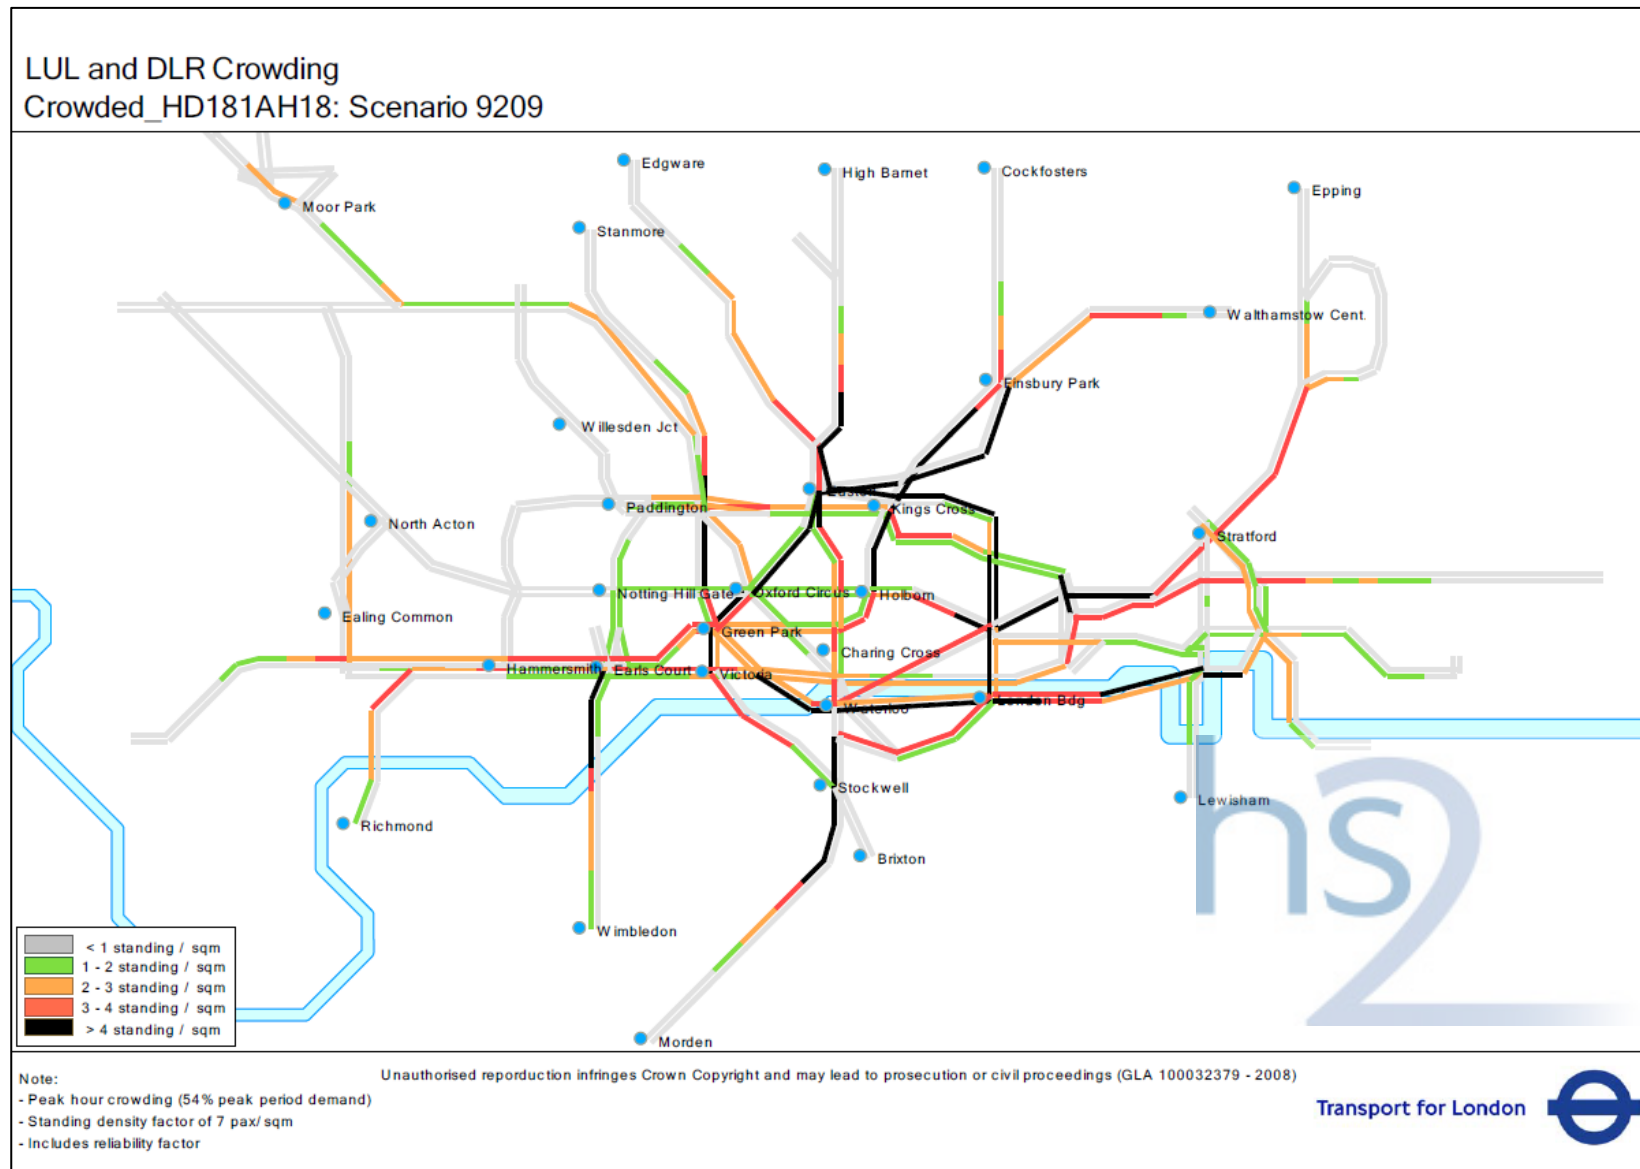 LUL and DLR Crowding
Crowded_HD181AH18: Scenario 9209
Edgware
High Barnet
Cockfosters
Epping
Moor Park
Stanmore
Walthamstow Cent.
Finsbury Park
Willesden Jct
Euston
Paddington
Kings Cross
North Acton
Stratford
Notting Hill Gate
Oxford Circus
Holborn
Ealing Common
Green Park
Charing Cross
Hammersmith
Earls Court
Victoria
Waterloo
London Bdg
Stockwell
Lewisham
Richmond
Brixton
Wimbledon
Morden
hs2
< 1 standing / sqm
1 - 2 standing / sqm
2 - 3 standing / sqm
3 - 4 standing / sqm
> 4 standing / sqm
Note:
- Peak hour crowding (54% peak period demand)
- Standing density factor of 7 pax/sqm
- Includes reliability factor
Unauthorised reporduction infringes Crown Copyright and may lead to prosecution or civil proceedings (GLA 100032379 - 2008)
Transport for London